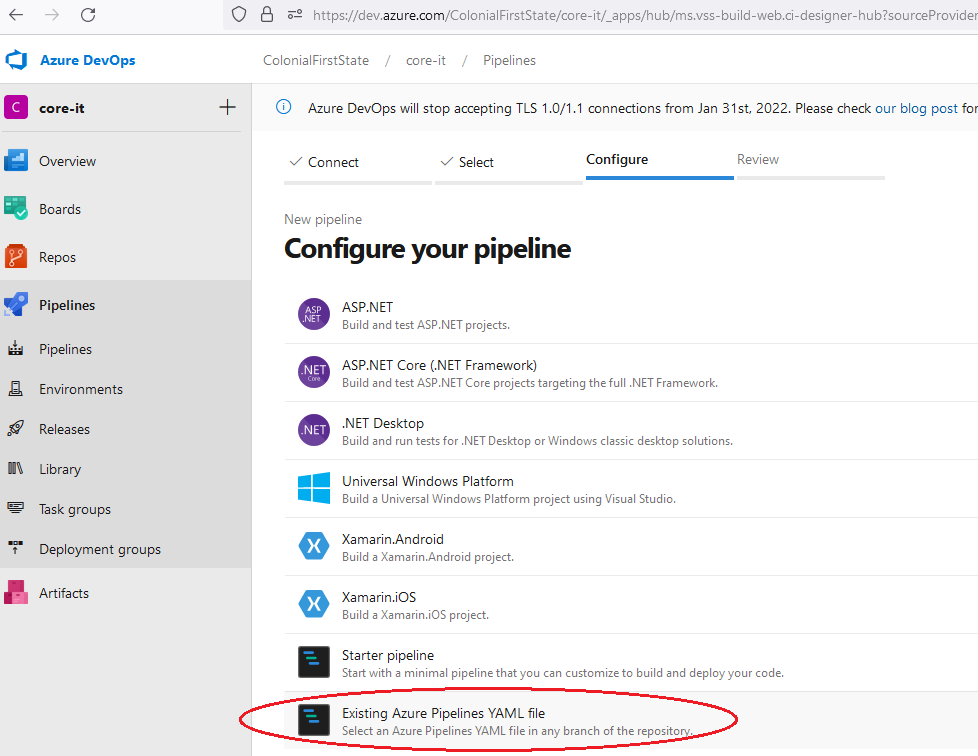 https://dev.azure.com/ColonialFirstState/core-it/_apps/hub/ms.vss-build-web.ci-designer-hub?sourceProvider
Azure DevOps
ColonialFirstState / core-it / Pipelines
C core-it +
Azure DevOps will stop accepting TLS 1.0/1.1 connections from Jan 31st, 2022. Please check our blog post for
Overview
Boards
Repos
Pipelines
Pipelines
Environments
Releases
Library
Task groups
Deployment groups
Artifacts
Connect
Select
Configure
Review
New pipeline
Configure your pipeline
ASP
.NET
ASP.NET
Build and test ASP.NET projects.
.NET
Core
ASP.NET Core (.NET Framework)
Build and test ASP.NET Core projects targeting the full .NET Framework.
.NET
.NET Desktop
Build and run tests for .NET Desktop or Windows classic desktop solutions.
Universal Windows Platform
Build a Universal Windows Platform project using Visual Studio.
Xamarin.Android
Build a Xamarin.Android project.
Xamarin.iOS
Build a Xamarin.iOS project.
Starter pipeline
Start with a minimal pipeline that you can customize to build and deploy your code.
Existing Azure Pipelines YAML file
Select an Azure Pipelines YAML file in any branch of the repository.